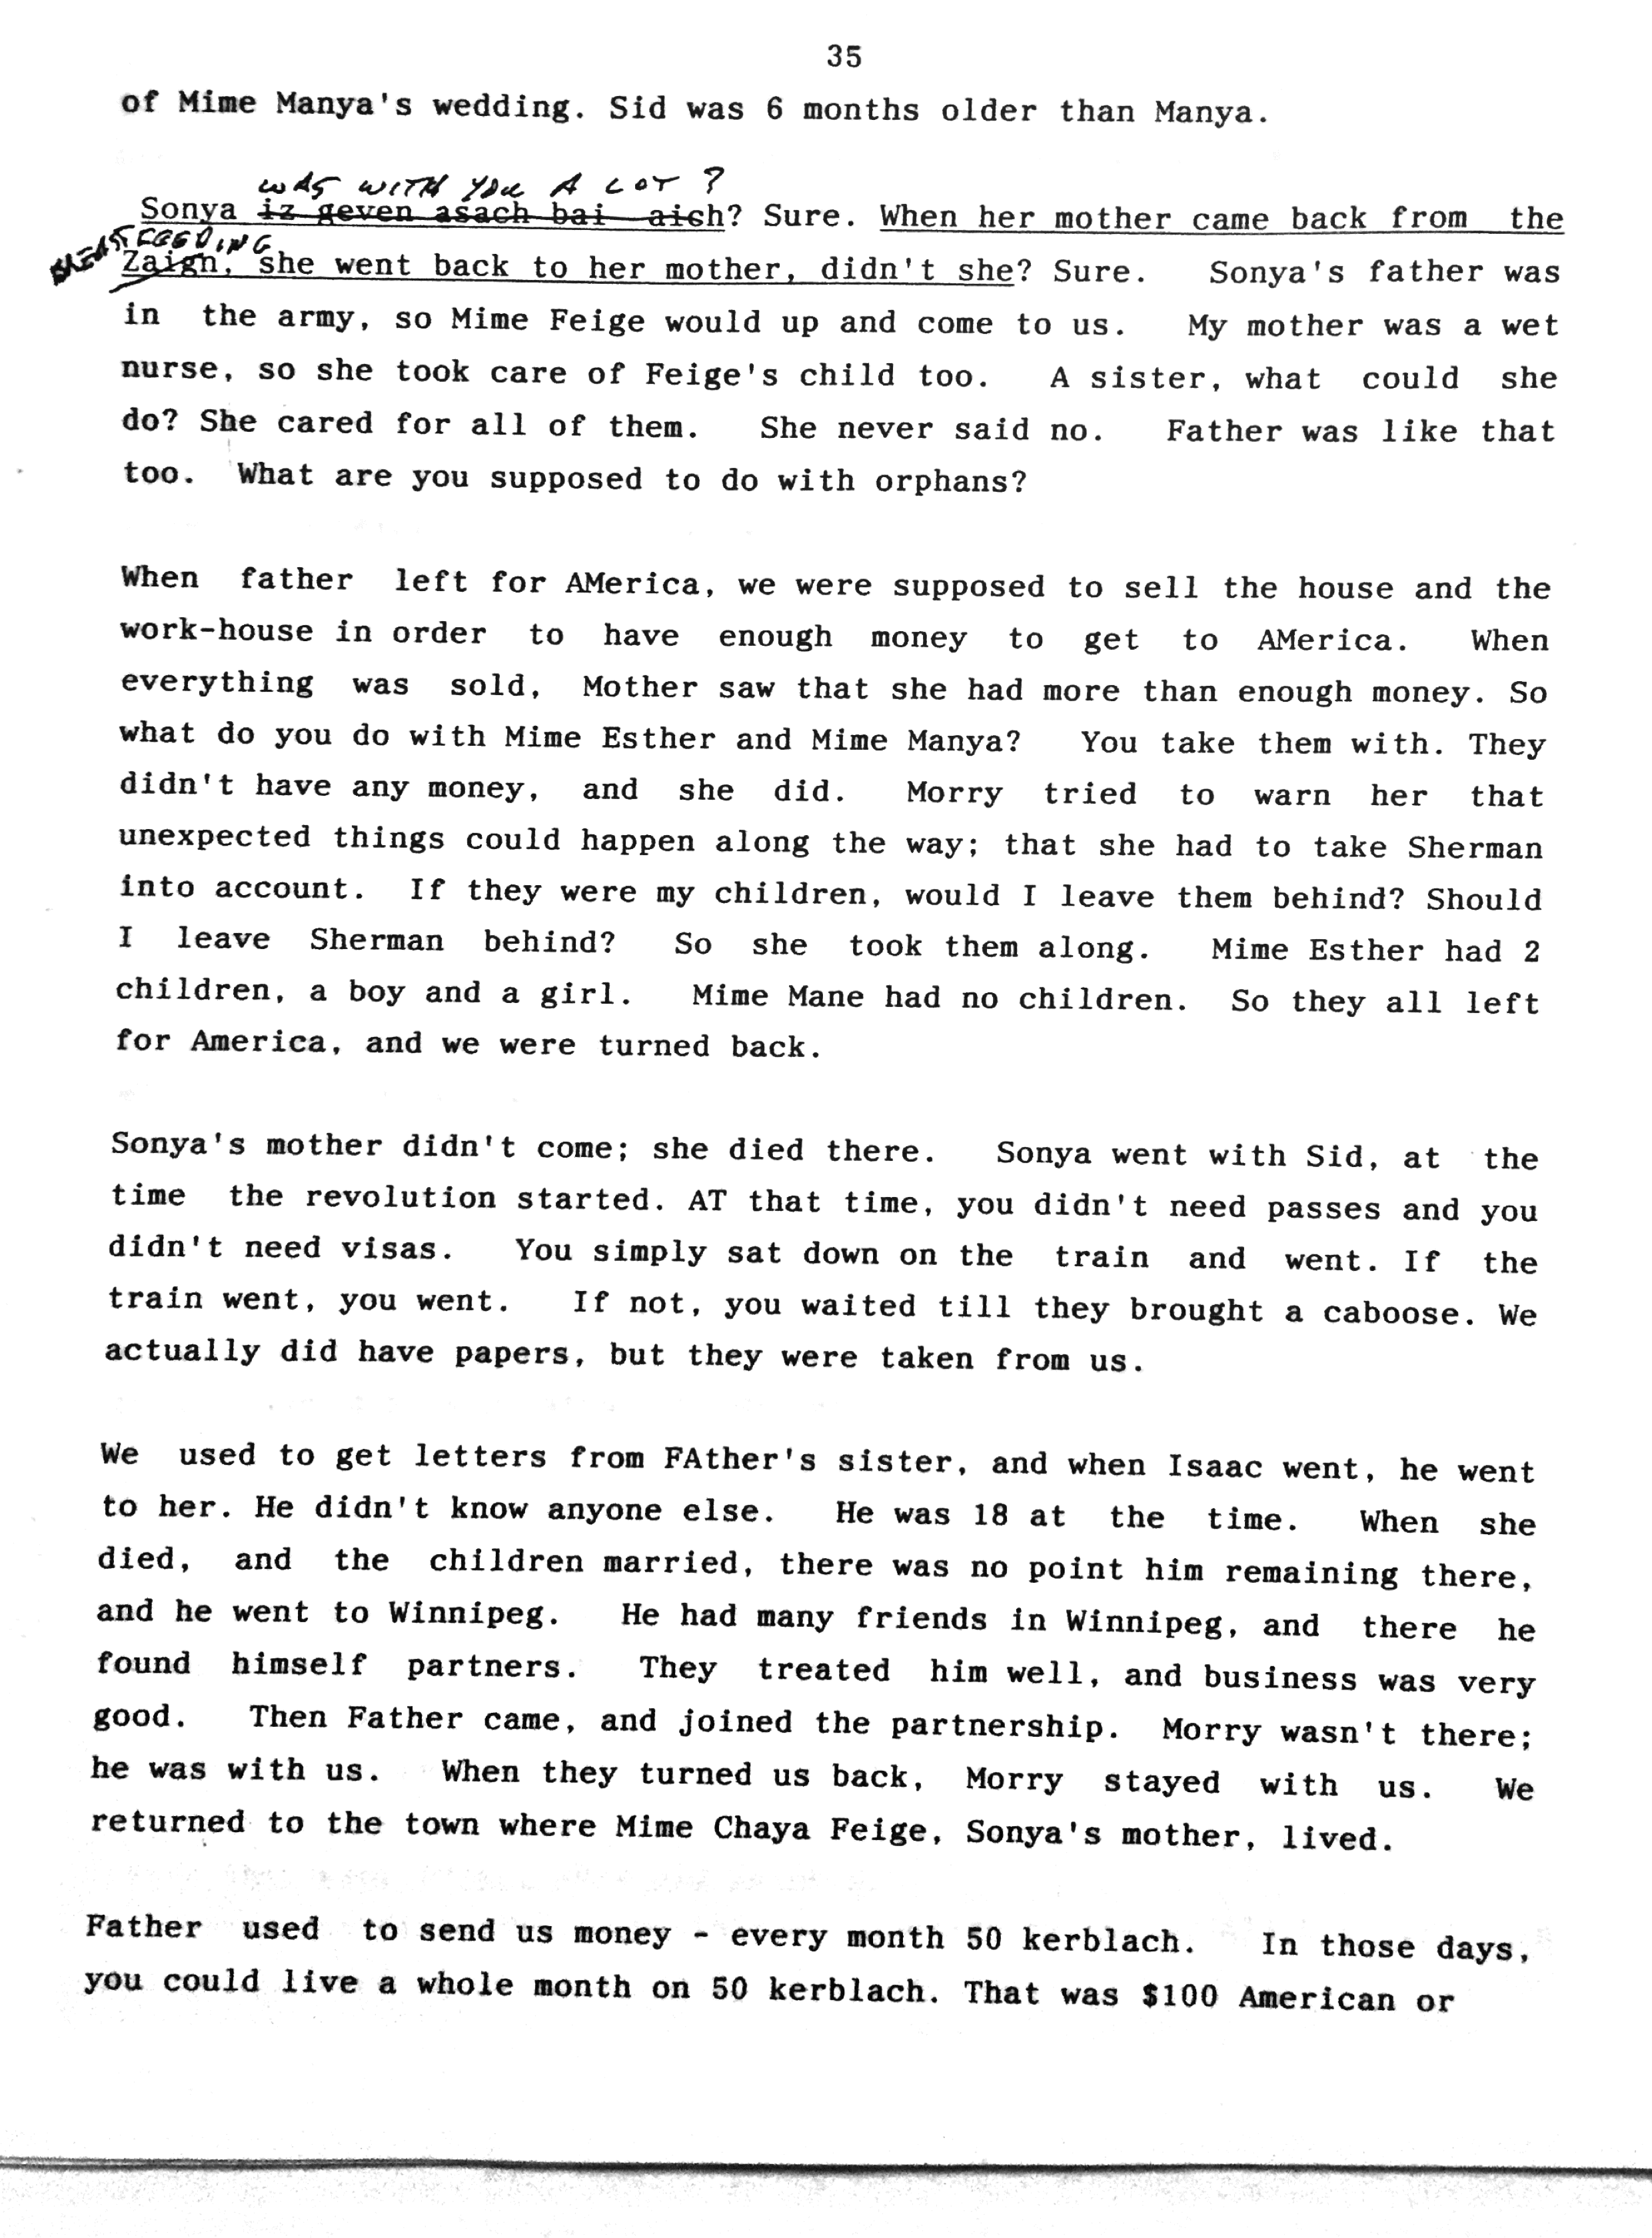 35
of Mime Manya's wedding. Sid was 6 months older than Manya.
WAS WITH YOU A LOT ?
Sonya iz geven asach bai aich? Sure. When her mother came back from the
BREASTFEEDING
Zaign, she went back to her mother, didn't she? Sure. Sonya's father was
in the army, so Mime Feige would up and come to us. My mother was a wet
nurse, so she took care of Feige's child too. A sister, what could she
do? She cared for all of them. She never said no. Father was like that
too. What are you supposed to do with orphans?
When father left for AMerica, we were supposed to sell the house and the
work-house in order to have enough money to get to AMerica. When
everything was sold, Mother saw that she had more than enough money. So
what do you do with Mime Esther and Mime Manya? You take them with. They
didn't have any money, and she did. Morry tried to warn her that
unexpected things could happen along the way; that she had to take Sherman
into account. If they were my children, would I leave them behind? Should
I leave Sherman behind? So she took them along. Mime Esther had 2
children, a boy and a girl. Mime Mane had no children. So they all left
for America, and we were turned back.
Sonya's mother didn't come; she died there. Sonya went with Sid, at the
time the revolution started. AT that time, you didn't need passes and you
didn't need visas. You simply sat down on the train and went. If the
train went, you went. If not, you waited till they brought a caboose. We
actually did have papers, but they were taken from us.
We used to get letters from FAther's sister, and when Isaac went, he went
to her. He didn't know anyone else. He was 18 at the time. When she
died, and the children married, there was no point him remaining there,
and he went to Winnipeg. He had many friends in Winnipeg, and there he
found himself partners. They treated him well, and business was very
good. Then Father came, and joined the partnership. Morry wasn't there;
he was with us. When they turned us back, Morry stayed with us. We
returned to the town where Mime Chaya Feige, Sonya's mother, lived.
Father used to send us money - every month 50 kerblach. In those days,
you could live a whole month on 50 kerblach. That was $100 American or